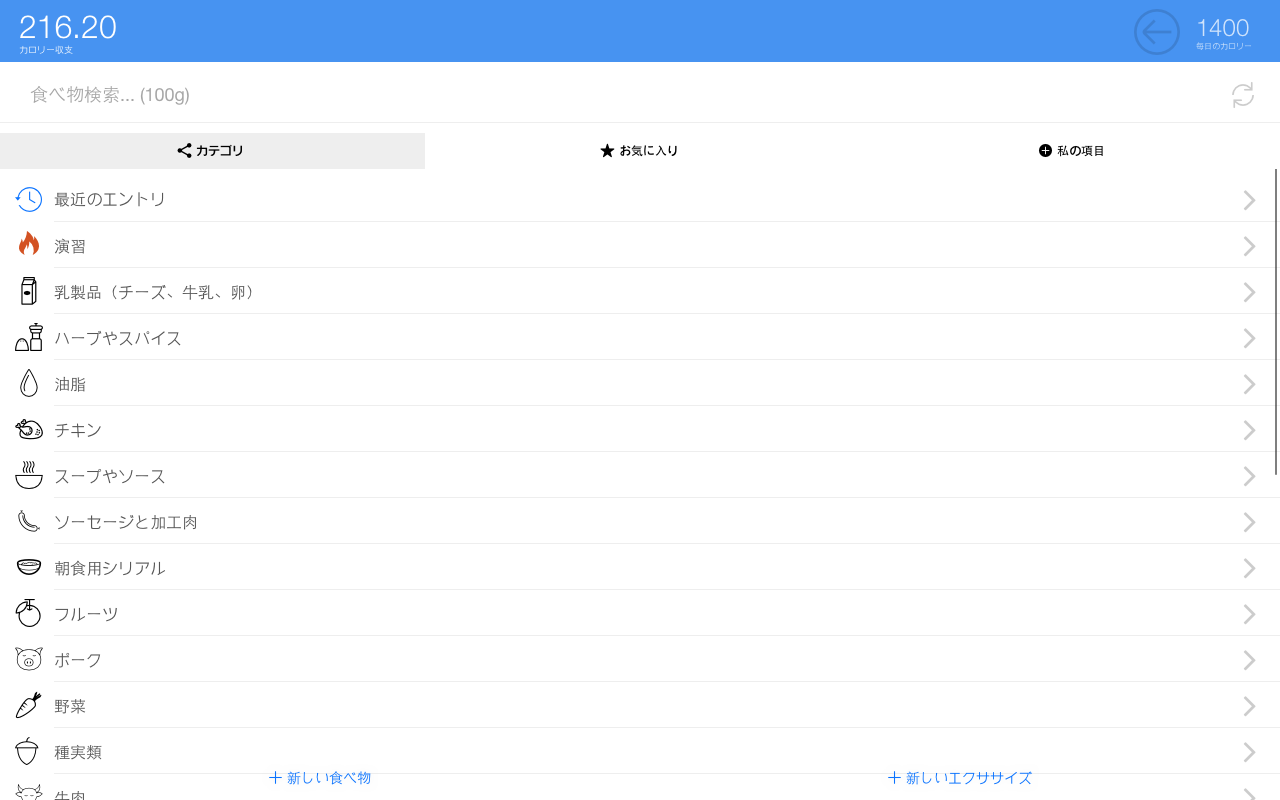 216.20
カロリー収支
1400
毎日のカロリー
食べ物検索... (100g)
カテゴリ
お気に入り
私の項目
最近のエントリ
演習
乳製品（チーズ、牛乳、卵）
ハーブやスパイス
油脂
チキン
スープやソース
ソーセージと加工肉
朝食用シリアル
フルーツ
ポーク
野菜
種実類
新しい食べ物
新しいエクササイズ
牛肉